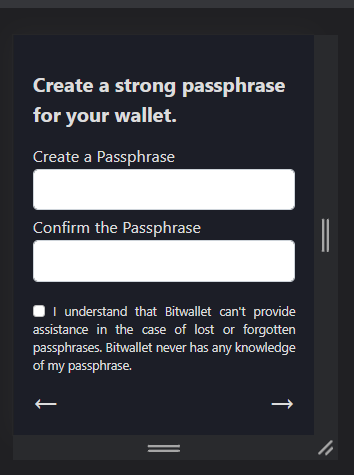 Create a strong passphrase
for your wallet.
Create a Passphrase
Confirm the Passphrase
I understand that Bitwallet can't provide
assistance in the case of lost or forgotten
passphrases. Bitwallet never has any knowledge
of my passphrase.